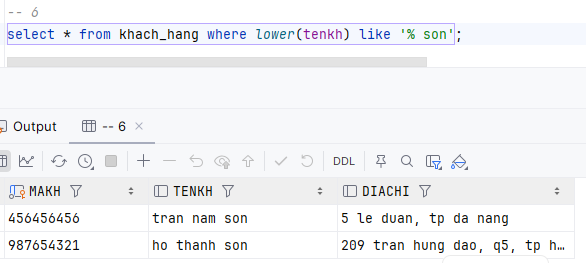 -- 6
select * from khach_hang where lower(tenkh) like '% son';
Output
-- 6
DDL
MAKH TENKH DIACHI
456456456 tran nam son 5 le duan, tp da nang
987654321 ho thanh son 209 tran hung dao, q5, tp h…